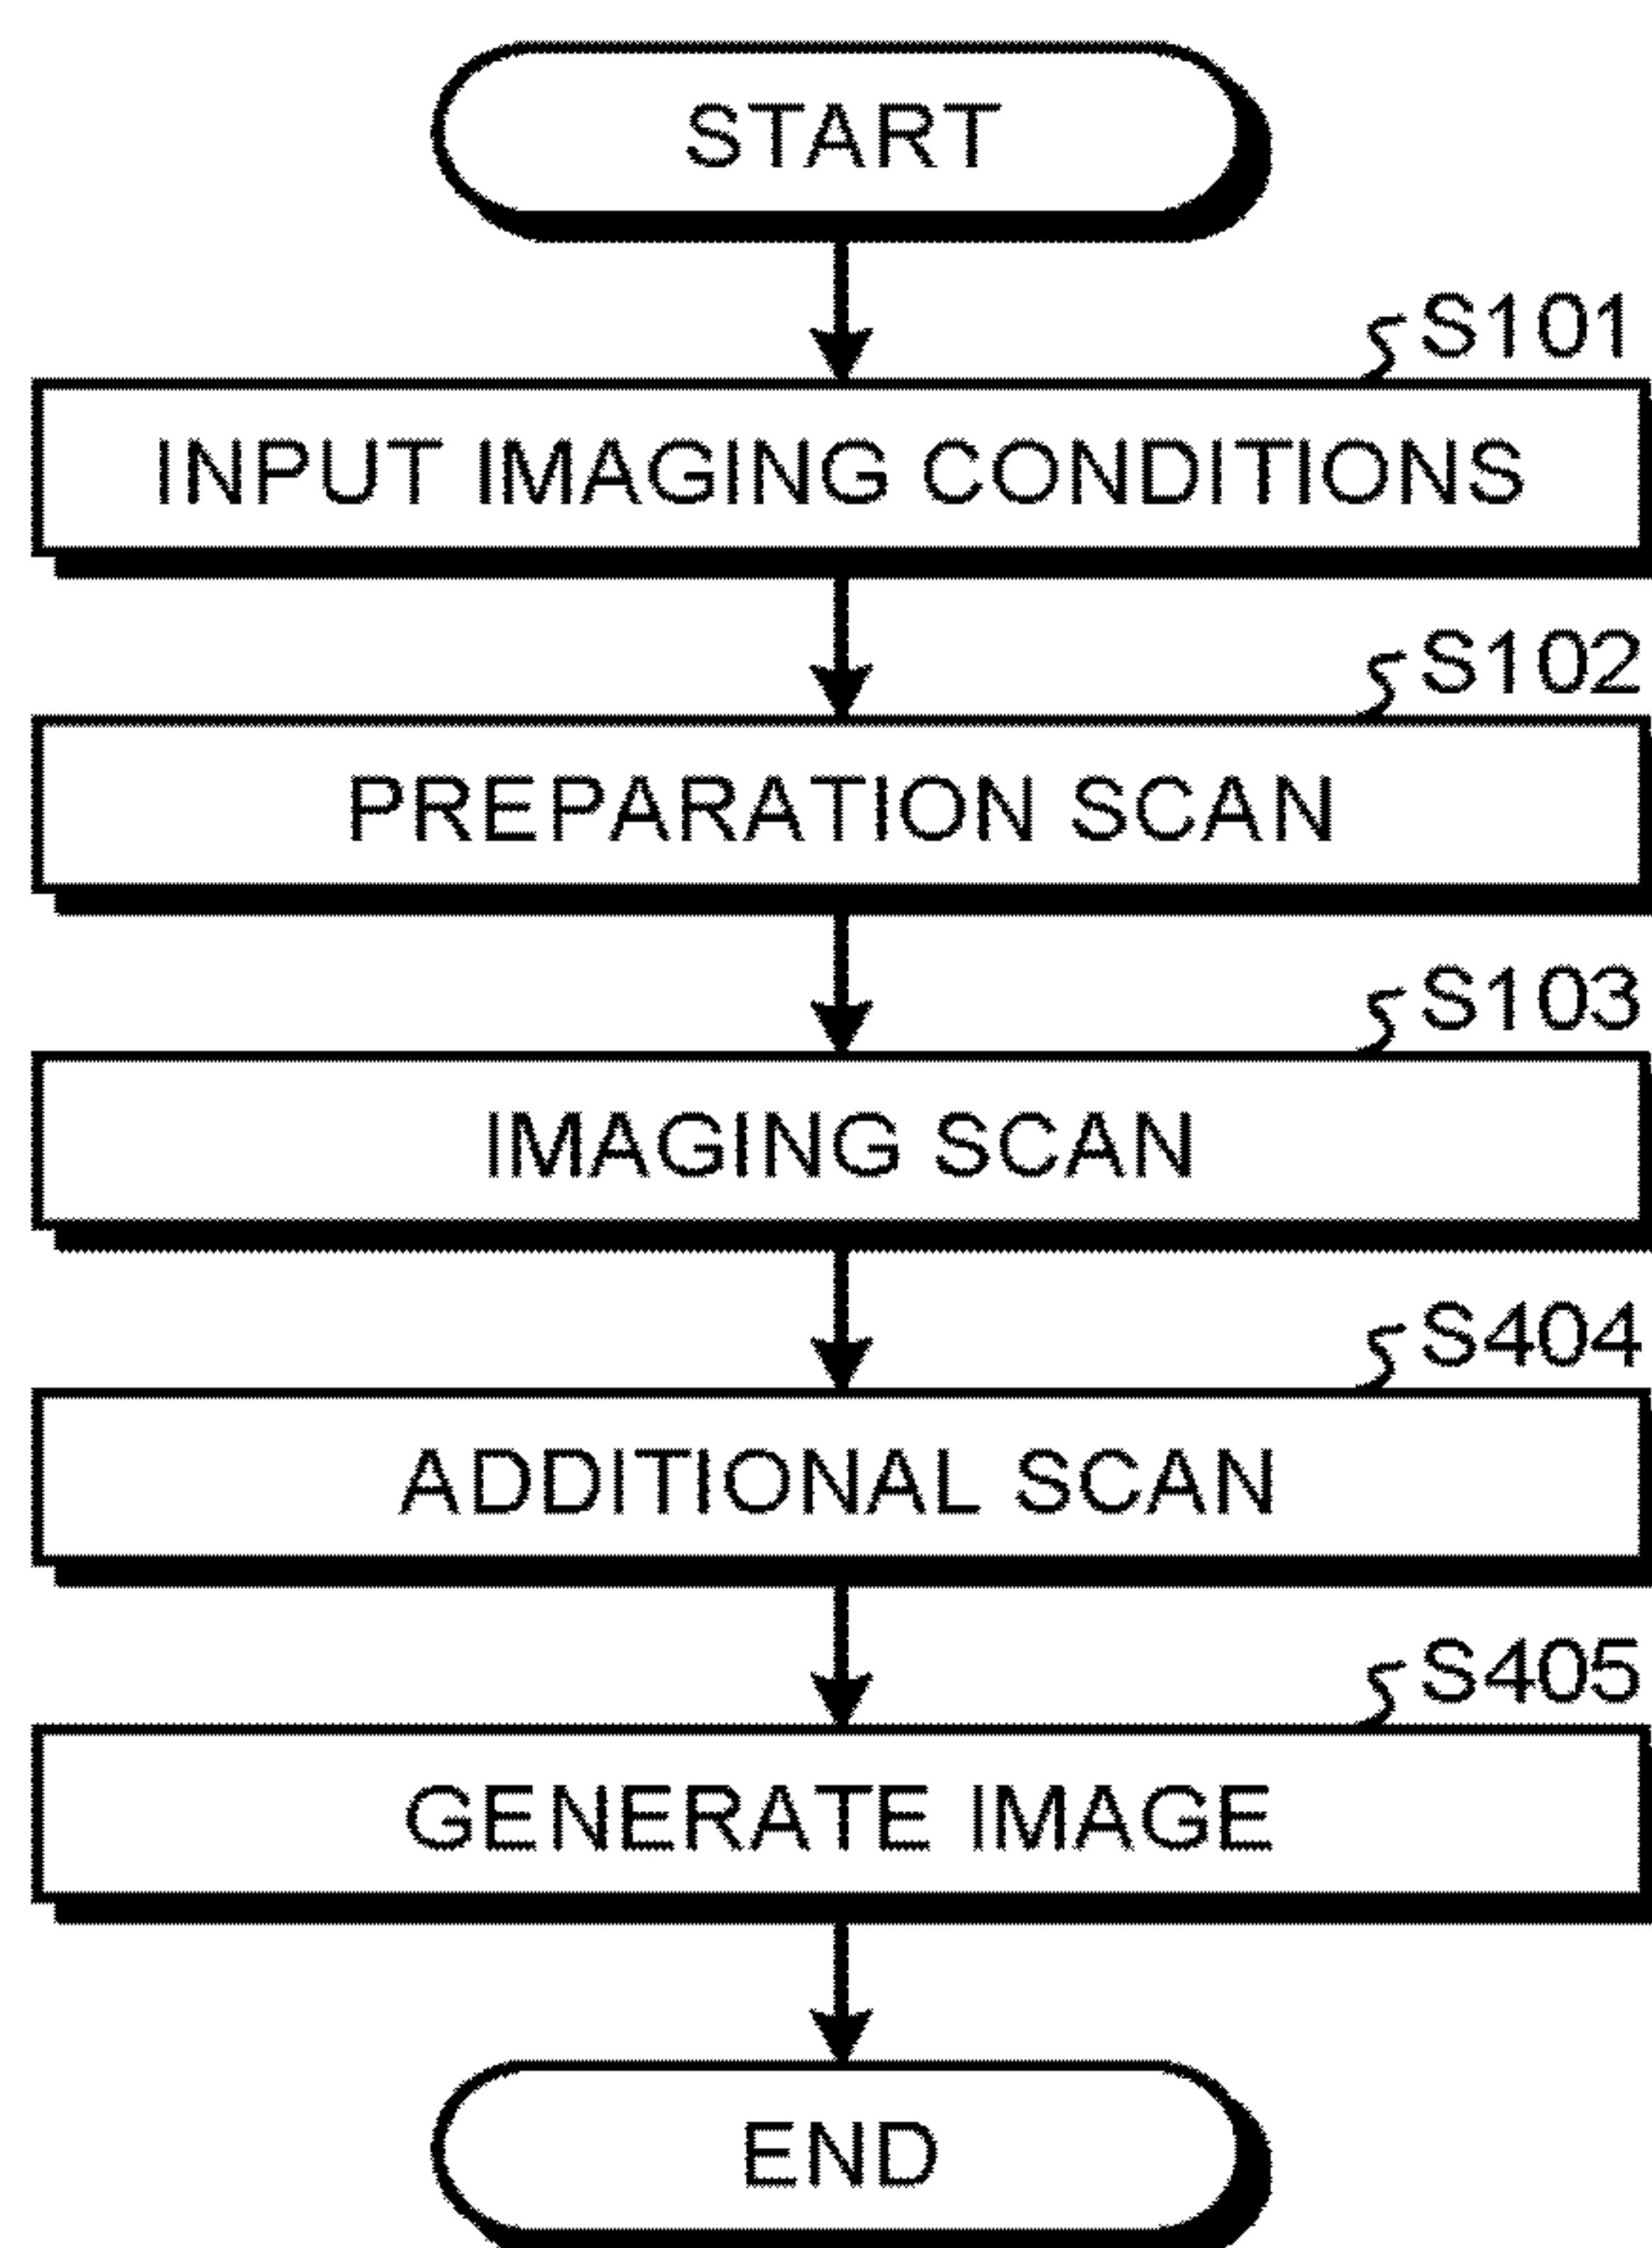 START
S101
INPUT IMAGING CONDITIONS
S102
PREPARATION SCAN
S103
IMAGING SCAN
S404
ADDITIONAL SCAN
S405
GENERATE IMAGE
END